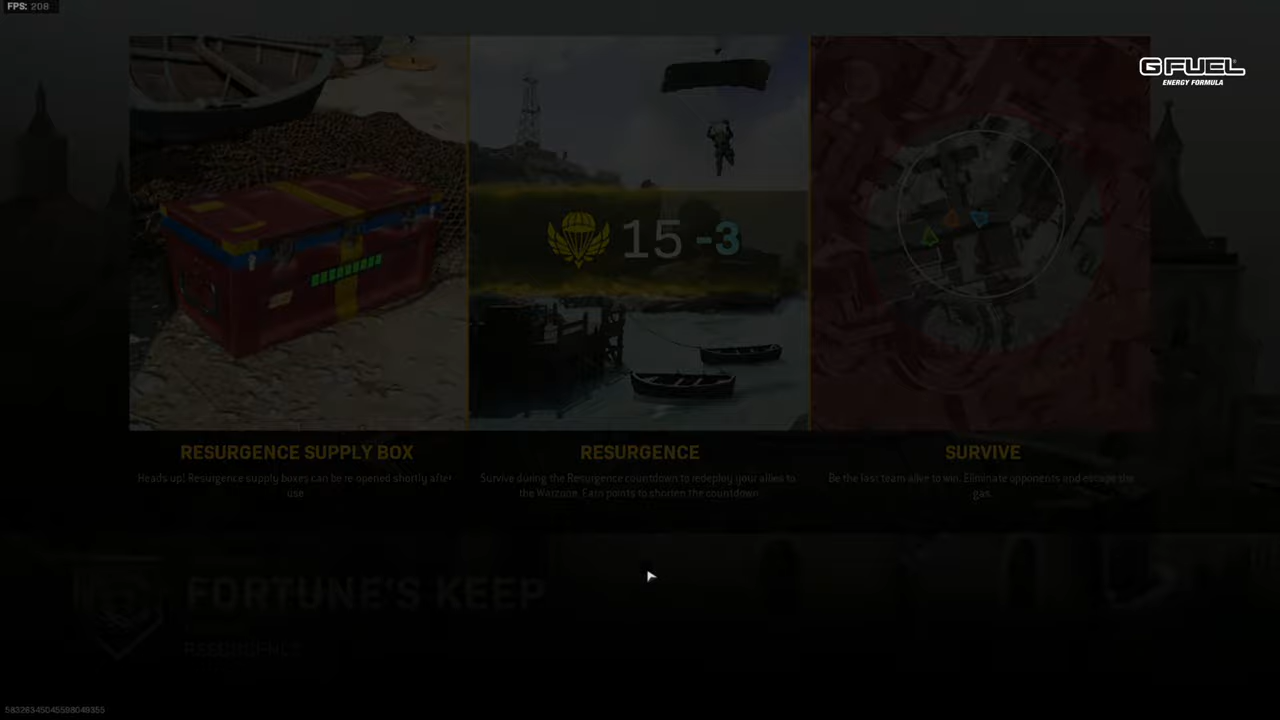 FPS: 208
GFUEL
ENERGY FORMULA
15 -3
RESURGENCE SUPPLY BOX
RESURGENCE
SURVIVE
Heads up! Resurgence supply boxes can be re opened shortly after
use
Survive during the Resurgence countdown to redeploy your allies to
the Warzone. Earn points to shorten the countdown
Be the last team alive to win. Eliminate opponents and escape the
gas.
FORTUNE'S KEEP
58326345045598049355